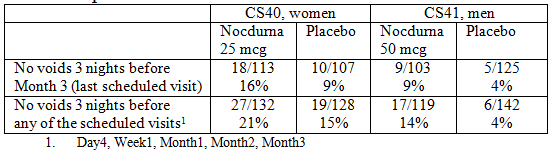 CS40, women CS41, men
Nocdurna Placebo Nocdurna Placebo
25 mcg 50 mcg
No voids 3 nights before 18/113 10/107 9/103 5/125
Month 3 (last scheduled visit) 16% 9% 9% 4%
No voids 3 nights before 27/132 19/128 17/119 6/142
any of the scheduled visits1 21% 15% 14% 4%
1. Day4, Week1, Month1, Month2, Month3